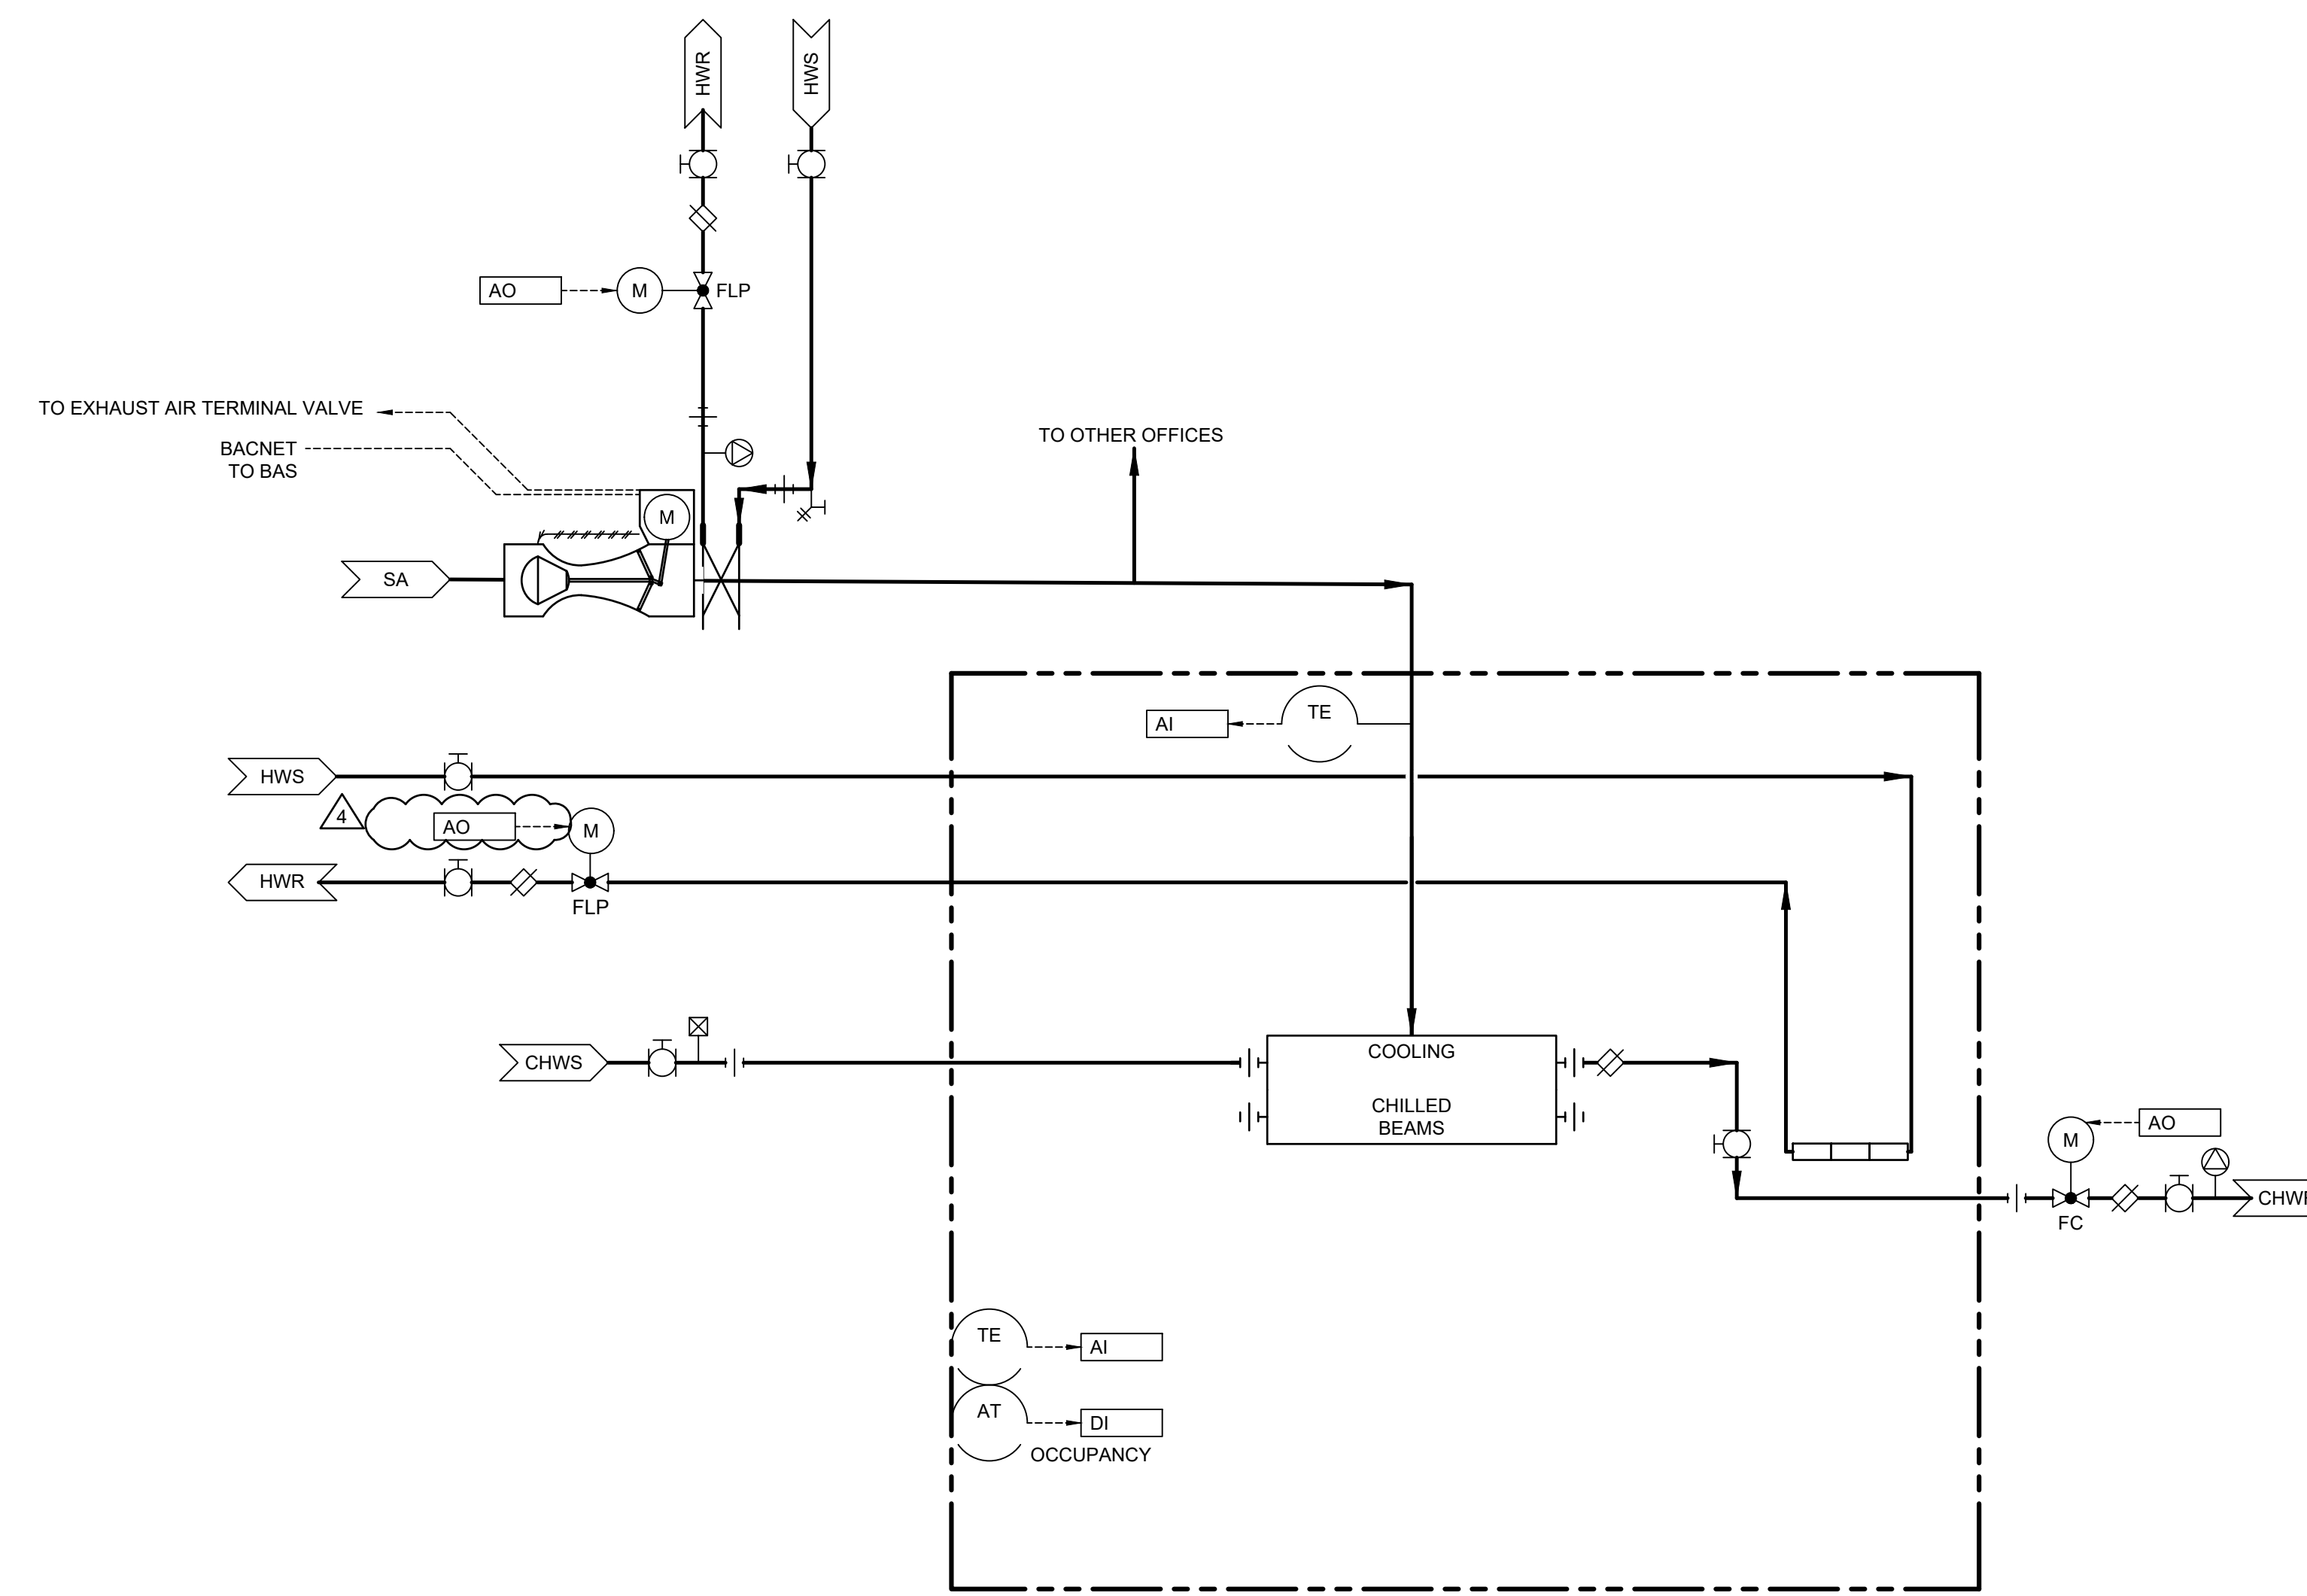 HWR
HWS
AO
M
FLP
TO EXHAUST AIR TERMINAL VALVE
BACNET
TO BAS
TO OTHER OFFICES
M
SA
TE
AI
HWS
4
AO
M
HWR
FLP
CHWS
COOLING
CHILLED
BEAMS
M
AO
FC
TE
AI
AT
DI
OCCUPANCY